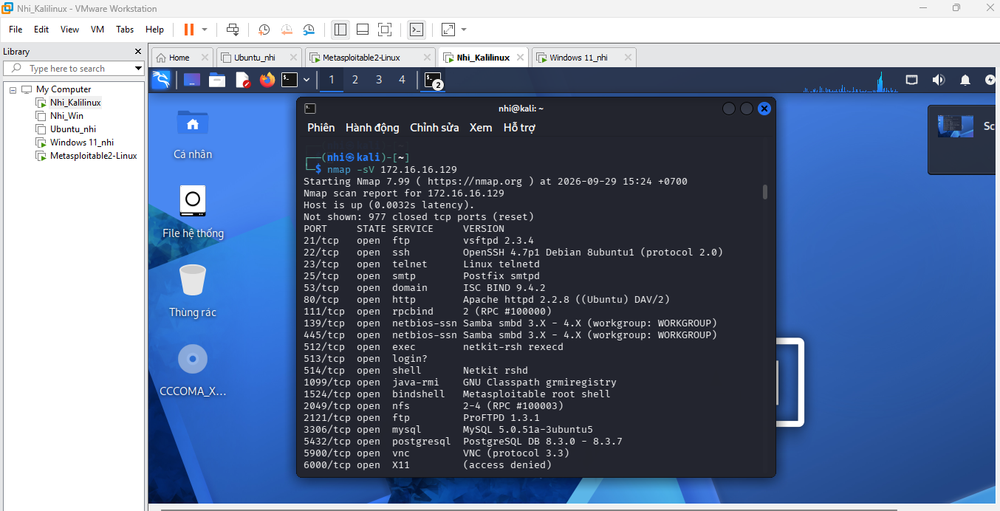 Nhi_Kalilinux - VMware Workstation
File Edit View VM Tabs Help
Library
Type here to search
My Computer
Nhi_Kalilinux
Nhi_Win
Ubuntu_nhi
Windows 11_nhi
Metasploitable2-Linux
Home Ubuntu_nhi Metasploitable2-Linux Nhi_Kalilinux Windows 11_nhi
1 2 3 4 2
Cá nhân
File hệ thống
Thùng rác
CCCOMA_X...
Sc
nhi@kali: ~
Phiên Hành động Chỉnh sửa Xem Hỗ trợ
┌──(nhi㉿kali)-[~]
└─$ nmap -sV 172.16.16.129
Starting Nmap 7.99 ( https://nmap.org ) at 2026-09-29 15:24 +0700
Nmap scan report for 172.16.16.129
Host is up (0.0032s latency).
Not shown: 977 closed tcp ports (reset)
PORT STATE SERVICE VERSION
21/tcp open ftp vsftpd 2.3.4
22/tcp open ssh OpenSSH 4.7p1 Debian 8ubuntu1 (protocol 2.0)
23/tcp open telnet Linux telnetd
25/tcp open smtp Postfix smtpd
53/tcp open domain ISC BIND 9.4.2
80/tcp open http Apache httpd 2.2.8 ((Ubuntu) DAV/2)
111/tcp open rpcbind 2 (RPC #100000)
139/tcp open netbios-ssn Samba smbd 3.X - 4.X (workgroup: WORKGROUP)
445/tcp open netbios-ssn Samba smbd 3.X - 4.X (workgroup: WORKGROUP)
512/tcp open exec netkit-rsh rexecd
513/tcp open login?
514/tcp open shell Netkit rshd
1099/tcp open java-rmi GNU Classpath grmiregistry
1524/tcp open bindshell Metasploitable root shell
2049/tcp open nfs 2-4 (RPC #100003)
2121/tcp open ftp ProFTPD 1.3.1
3306/tcp open mysql MySQL 5.0.51a-3ubuntu5
5432/tcp open postgresql PostgreSQL DB 8.3.0 - 8.3.7
5900/tcp open vnc VNC (protocol 3.3)
6000/tcp open X11 (access denied)